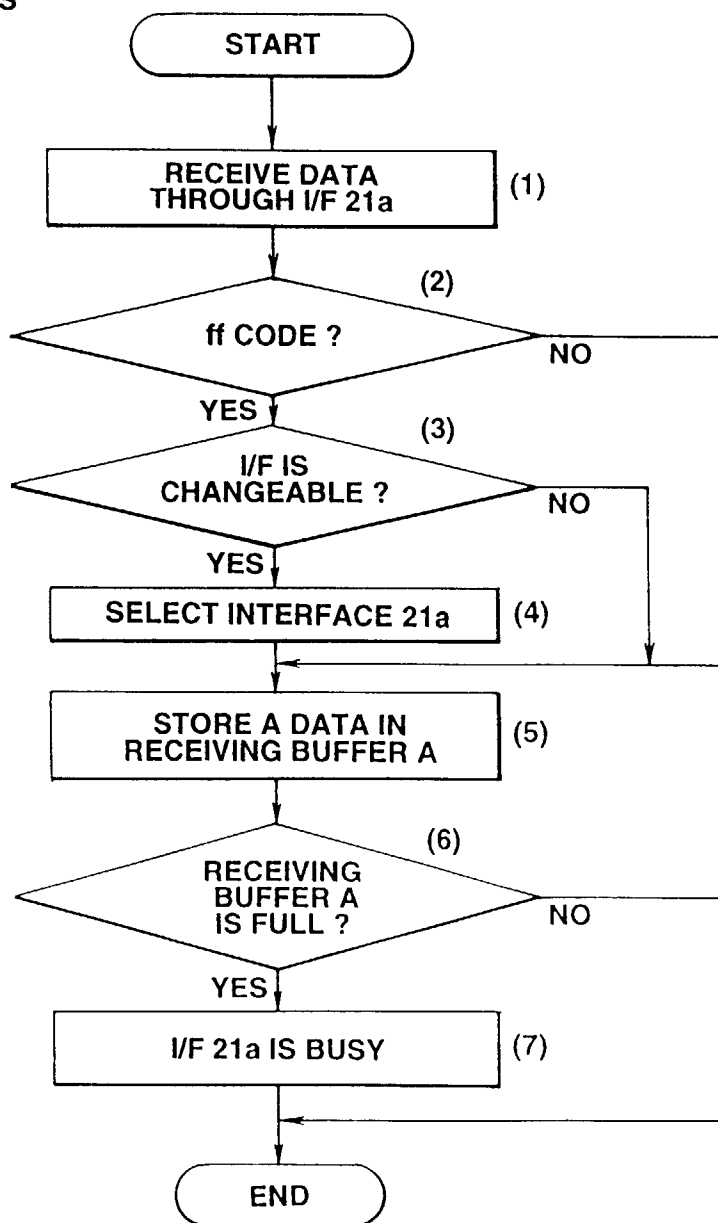 START
RECEIVE DATA
THROUGH I/F 21a
(1)
(2)
ff CODE ?
NO
YES
(3)
I/F IS
CHANGEABLE ?
NO
YES
SELECT INTERFACE 21a
(4)
STORE A DATA IN
RECEIVING BUFFER A
(5)
(6)
RECEIVING
BUFFER A
IS FULL ?
NO
YES
I/F 21a IS BUSY
(7)
END